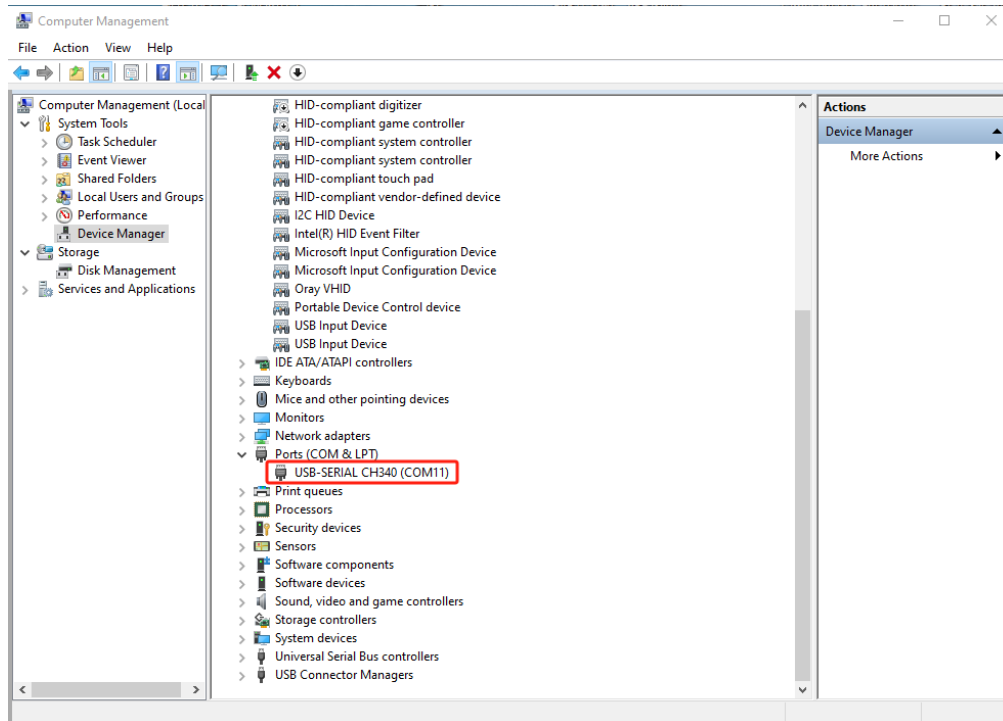 Computer Management
File Action View Help
Computer Management (Local
System Tools
Task Scheduler
Event Viewer
Shared Folders
Local Users and Groups
Performance
Device Manager
Storage
Disk Management
Services and Applications
HID-compliant digitizer
HID-compliant game controller
HID-compliant system controller
HID-compliant system controller
HID-compliant touch pad
HID-compliant vendor-defined device
I2C HID Device
Intel(R) HID Event Filter
Microsoft Input Configuration Device
Microsoft Input Configuration Device
Oray VHID
Portable Device Control device
USB Input Device
USB Input Device
IDE ATA/ATAPI controllers
Keyboards
Mice and other pointing devices
Monitors
Network adapters
Ports (COM & LPT)
USB-SERIAL CH340 (COM11)
Print queues
Processors
Security devices
Sensors
Software components
Software devices
Sound, video and game controllers
Storage controllers
System devices
Universal Serial Bus controllers
USB Connector Managers
Actions
Device Manager
More Actions